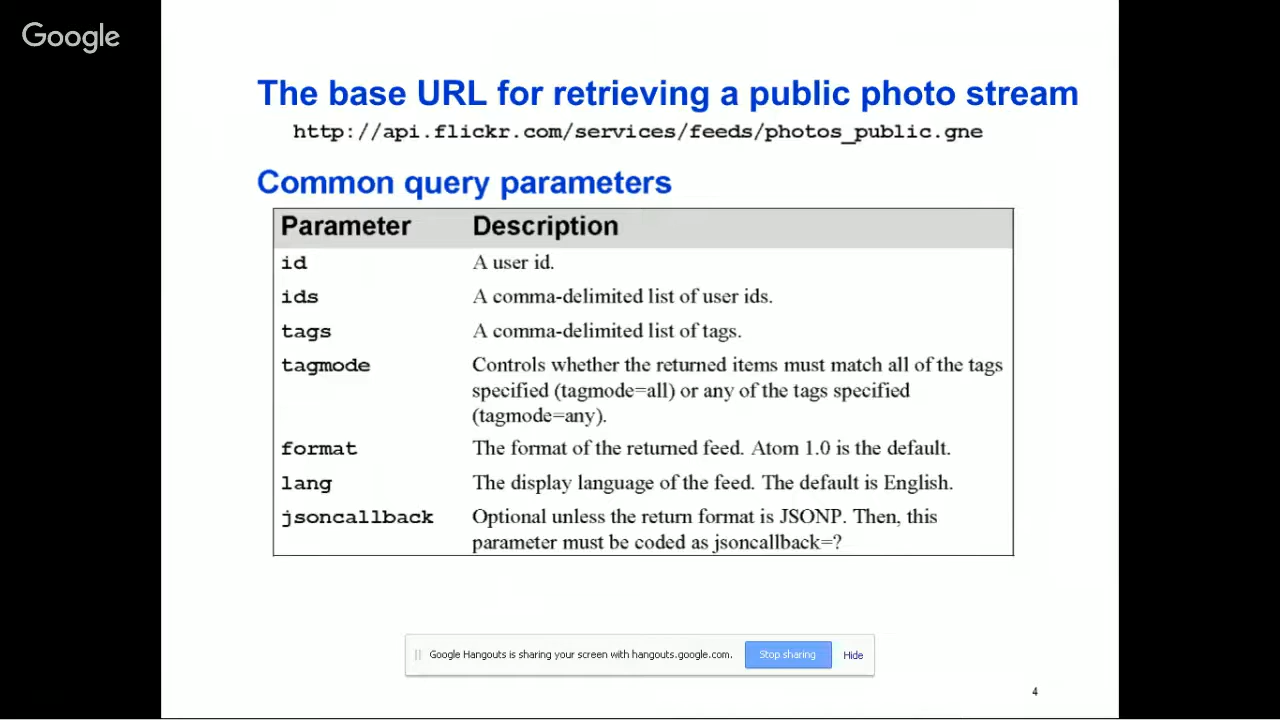 Google
The base URL for retrieving a public photo stream
http://api.flickr.com/services/feeds/photos_public.gne
Common query parameters
Parameter Description
id A user id.
ids A comma-delimited list of user ids.
tags A comma-delimited list of tags.
tagmode Controls whether the returned items must match all of the tags
specified (tagmode=all) or any of the tags specified
(tagmode=any).
format The format of the returned feed. Atom 1.0 is the default.
lang The display language of the feed. The default is English.
jsoncallback Optional unless the return format is JSONP. Then, this
parameter must be coded as jsoncallback=?
Google Hangouts is sharing your screen with hangouts.google.com. Stop sharing Hide
4